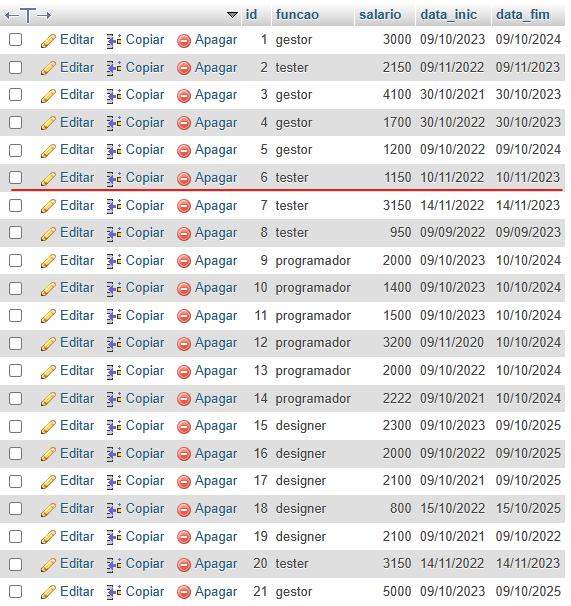 id funcao salario data_inic data_fim
Editar Copiar Apagar 1 gestor 3000 09/10/2023 09/10/2024
Editar Copiar Apagar 2 tester 2150 09/11/2022 09/11/2023
Editar Copiar Apagar 3 gestor 4100 30/10/2021 30/10/2023
Editar Copiar Apagar 4 gestor 1700 30/10/2022 30/10/2023
Editar Copiar Apagar 5 gestor 1200 09/10/2022 09/10/2024
Editar Copiar Apagar 6 tester 1150 10/11/2022 10/11/2023
Editar Copiar Apagar 7 tester 3150 14/11/2022 14/11/2023
Editar Copiar Apagar 8 tester 950 09/09/2022 09/09/2023
Editar Copiar Apagar 9 programador 2000 09/10/2023 10/10/2024
Editar Copiar Apagar 10 programador 1400 09/10/2023 10/10/2024
Editar Copiar Apagar 11 programador 1500 09/10/2023 10/10/2024
Editar Copiar Apagar 12 programador 3200 09/11/2020 10/10/2024
Editar Copiar Apagar 13 programador 2000 09/10/2022 10/10/2024
Editar Copiar Apagar 14 programador 2222 09/10/2021 10/10/2024
Editar Copiar Apagar 15 designer 2300 09/10/2023 09/10/2025
Editar Copiar Apagar 16 designer 2000 09/10/2022 09/10/2025
Editar Copiar Apagar 17 designer 2100 09/10/2021 09/10/2025
Editar Copiar Apagar 18 designer 800 15/10/2022 15/10/2025
Editar Copiar Apagar 19 designer 2100 09/10/2021 09/10/2022
Editar Copiar Apagar 20 tester 3150 14/11/2022 14/11/2023
Editar Copiar Apagar 21 gestor 5000 09/10/2023 09/10/2025